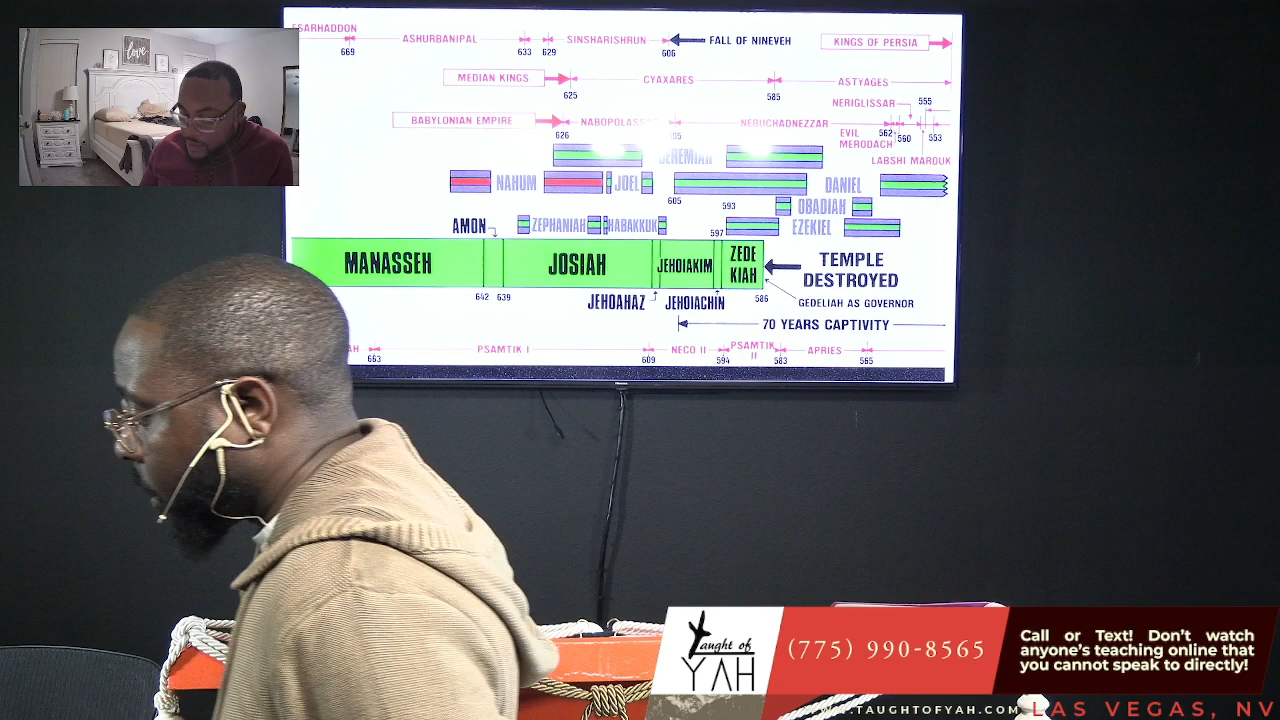 ESARHADDON
love
669
ASHURBANIPAL
633
629
SINSHARISHRUN
606
FALL OF NINEVEH
KINGS OF PERSIA
MEDIAN KINGS
625
CYAXARES
585
ASTYAGES
BABYLONIAN EMPIRE
626
NABOPOLASS
NEBUCHADNEZZAR
NERIGLISSAR
555
EVIL
MERODACH
562
560
553
LABSHI MARDUK
JEREMIAH
NAHUM
JOEL
605
593
DANIEL
OBADIAH
AMON
ZEPHANIAH
HABAKKUK
597
EZEKIEL
MANASSEH
JOSIAH
JEHOIAKIM
ZEDE
KIAH
TEMPLE
DESTROYED
642
639
JEHOAHAZ
JEHOIACHIN
586
GEDELIAH AS GOVERNOR
70 YEARS CAPTIVITY
AH
663
PSAMTIK I
609
NECO II
594
PSAMTIK
II
583
APRIES
565
Taught of
YAH
(775) 990-8565
Call or Text! Don't watch
anyone's teaching online that
you cannot speak to directly!
WWW.TAUGHTOFYAH.COM
LAS VEGAS, NV